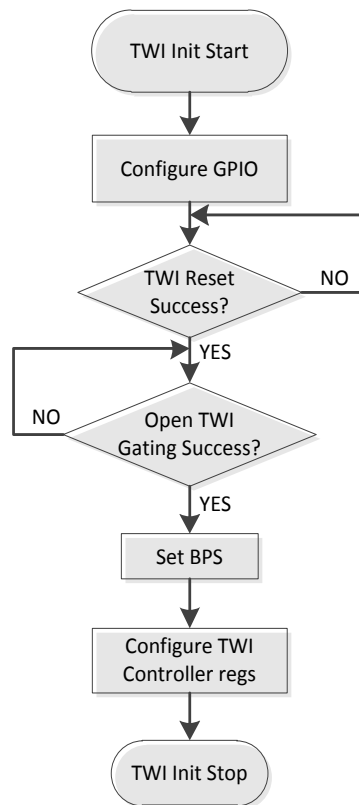 TWI Init Start
Configure GPIO
TWI Reset
Success?
NO
YES
NO
Open TWI
Gating Success?
YES
Set BPS
Configure TWI
Controller regs
TWI Init Stop